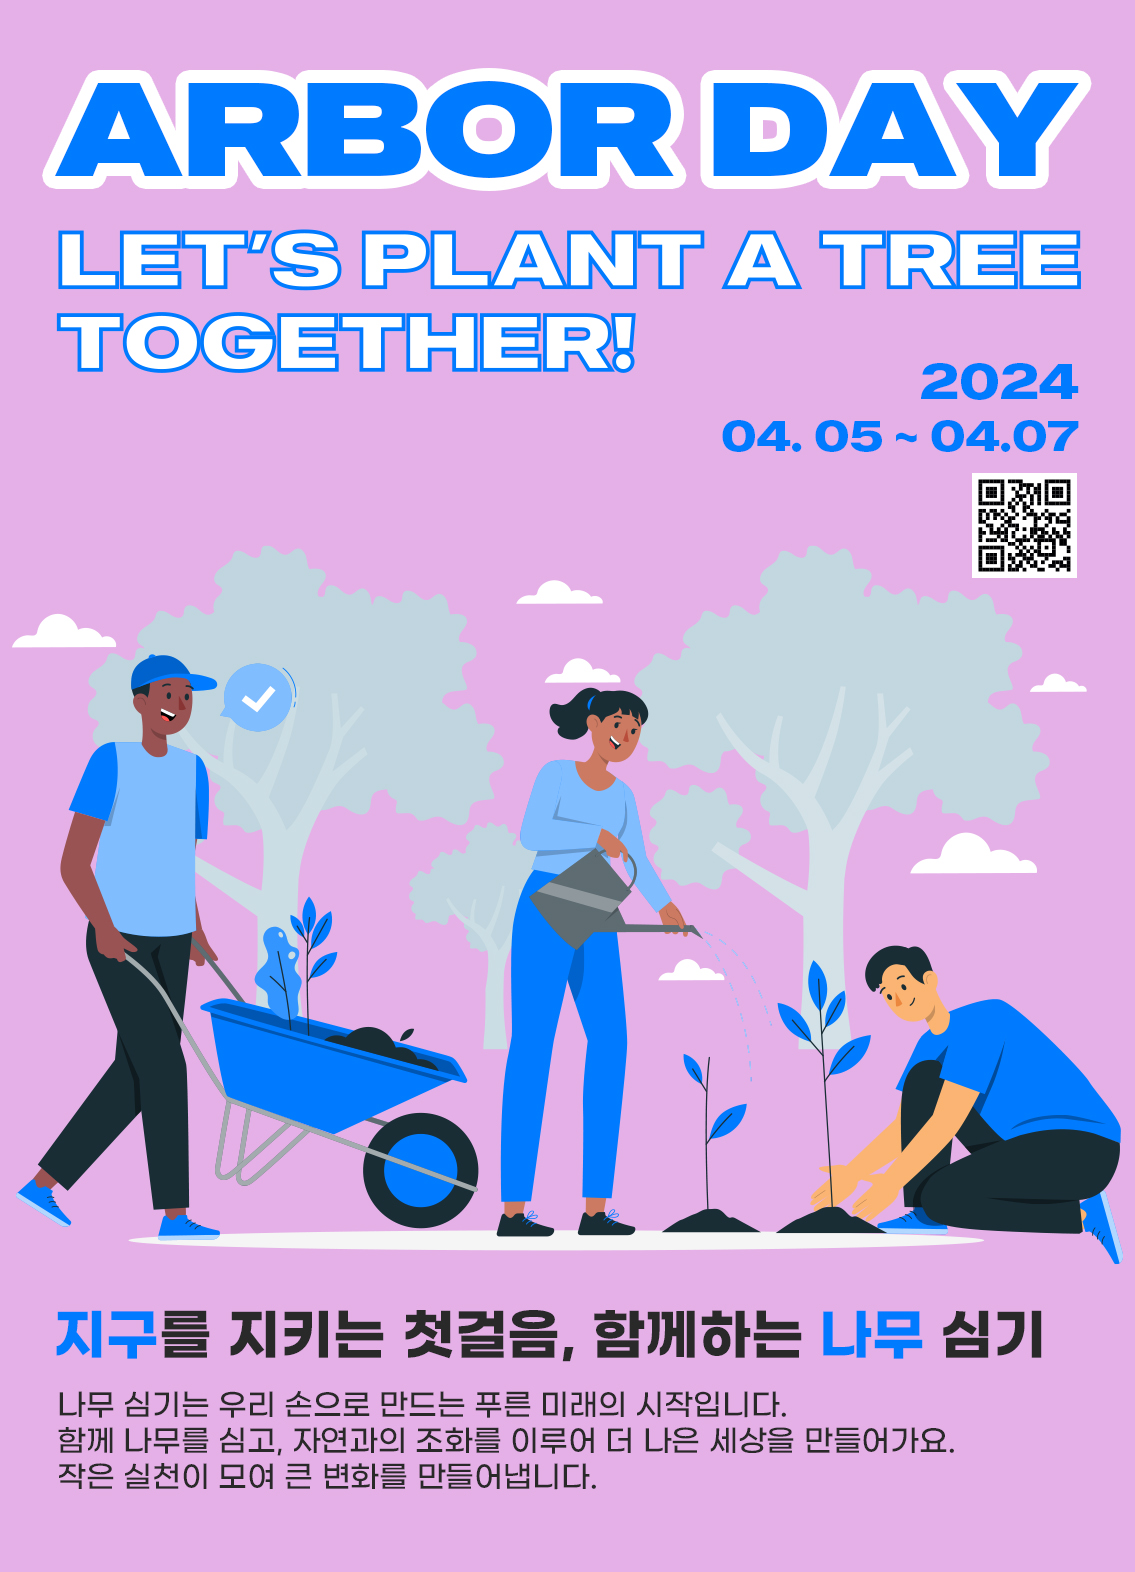 ARBOR DAY
LET'S PLANT A TREE
TOGETHER!
2024
04. 05 ~ 04.07
지구를 지키는 첫걸음, 함께하는 나무 심기
나무 심기는 우리 손으로 만드는 푸른 미래의 시작입니다.
함께 나무를 심고, 자연과의 조화를 이루어 더 나은 세상을 만들어가요.
작은 실천이 모여 큰 변화를 만들어냅니다.